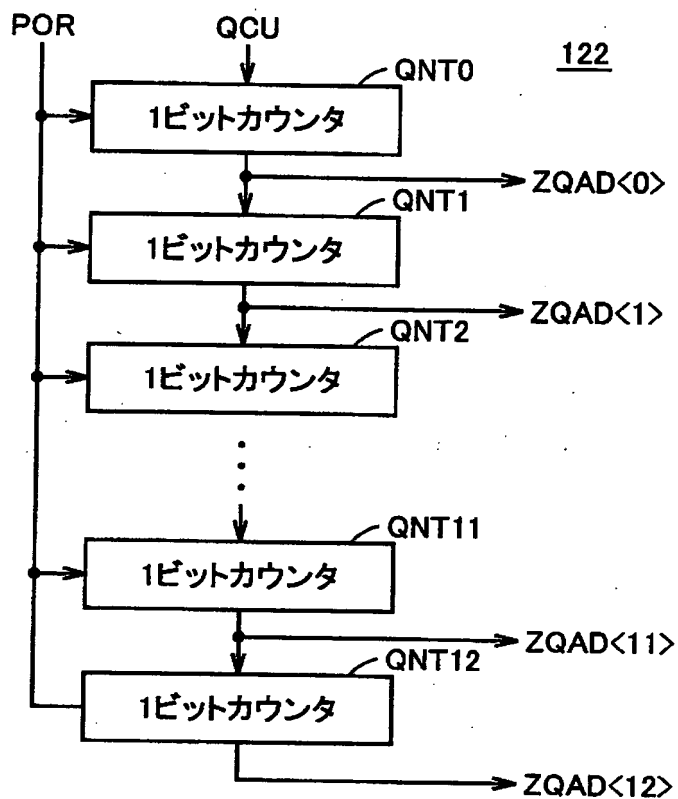 POR
QCU
122
QNT0
1ビットカウンタ
ZQAD<0>
QNT1
1ビットカウンタ
ZQAD<1>
QNT2
1ビットカウンタ
QNT11
1ビットカウンタ
ZQAD<11>
QNT12
1ビットカウンタ
ZQAD<12>